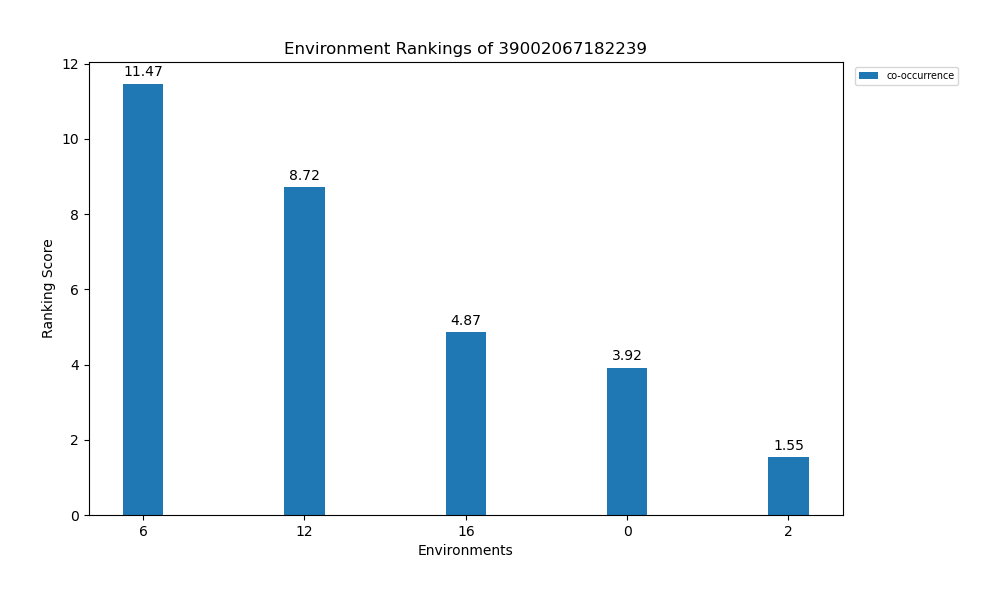 Environment Rankings of 39002067182239
12
10
8
6
4
2
0
Ranking Score
11.47
8.72
4.87
3.92
1.55
6 12 16 0 2
Environments
co-occurrence